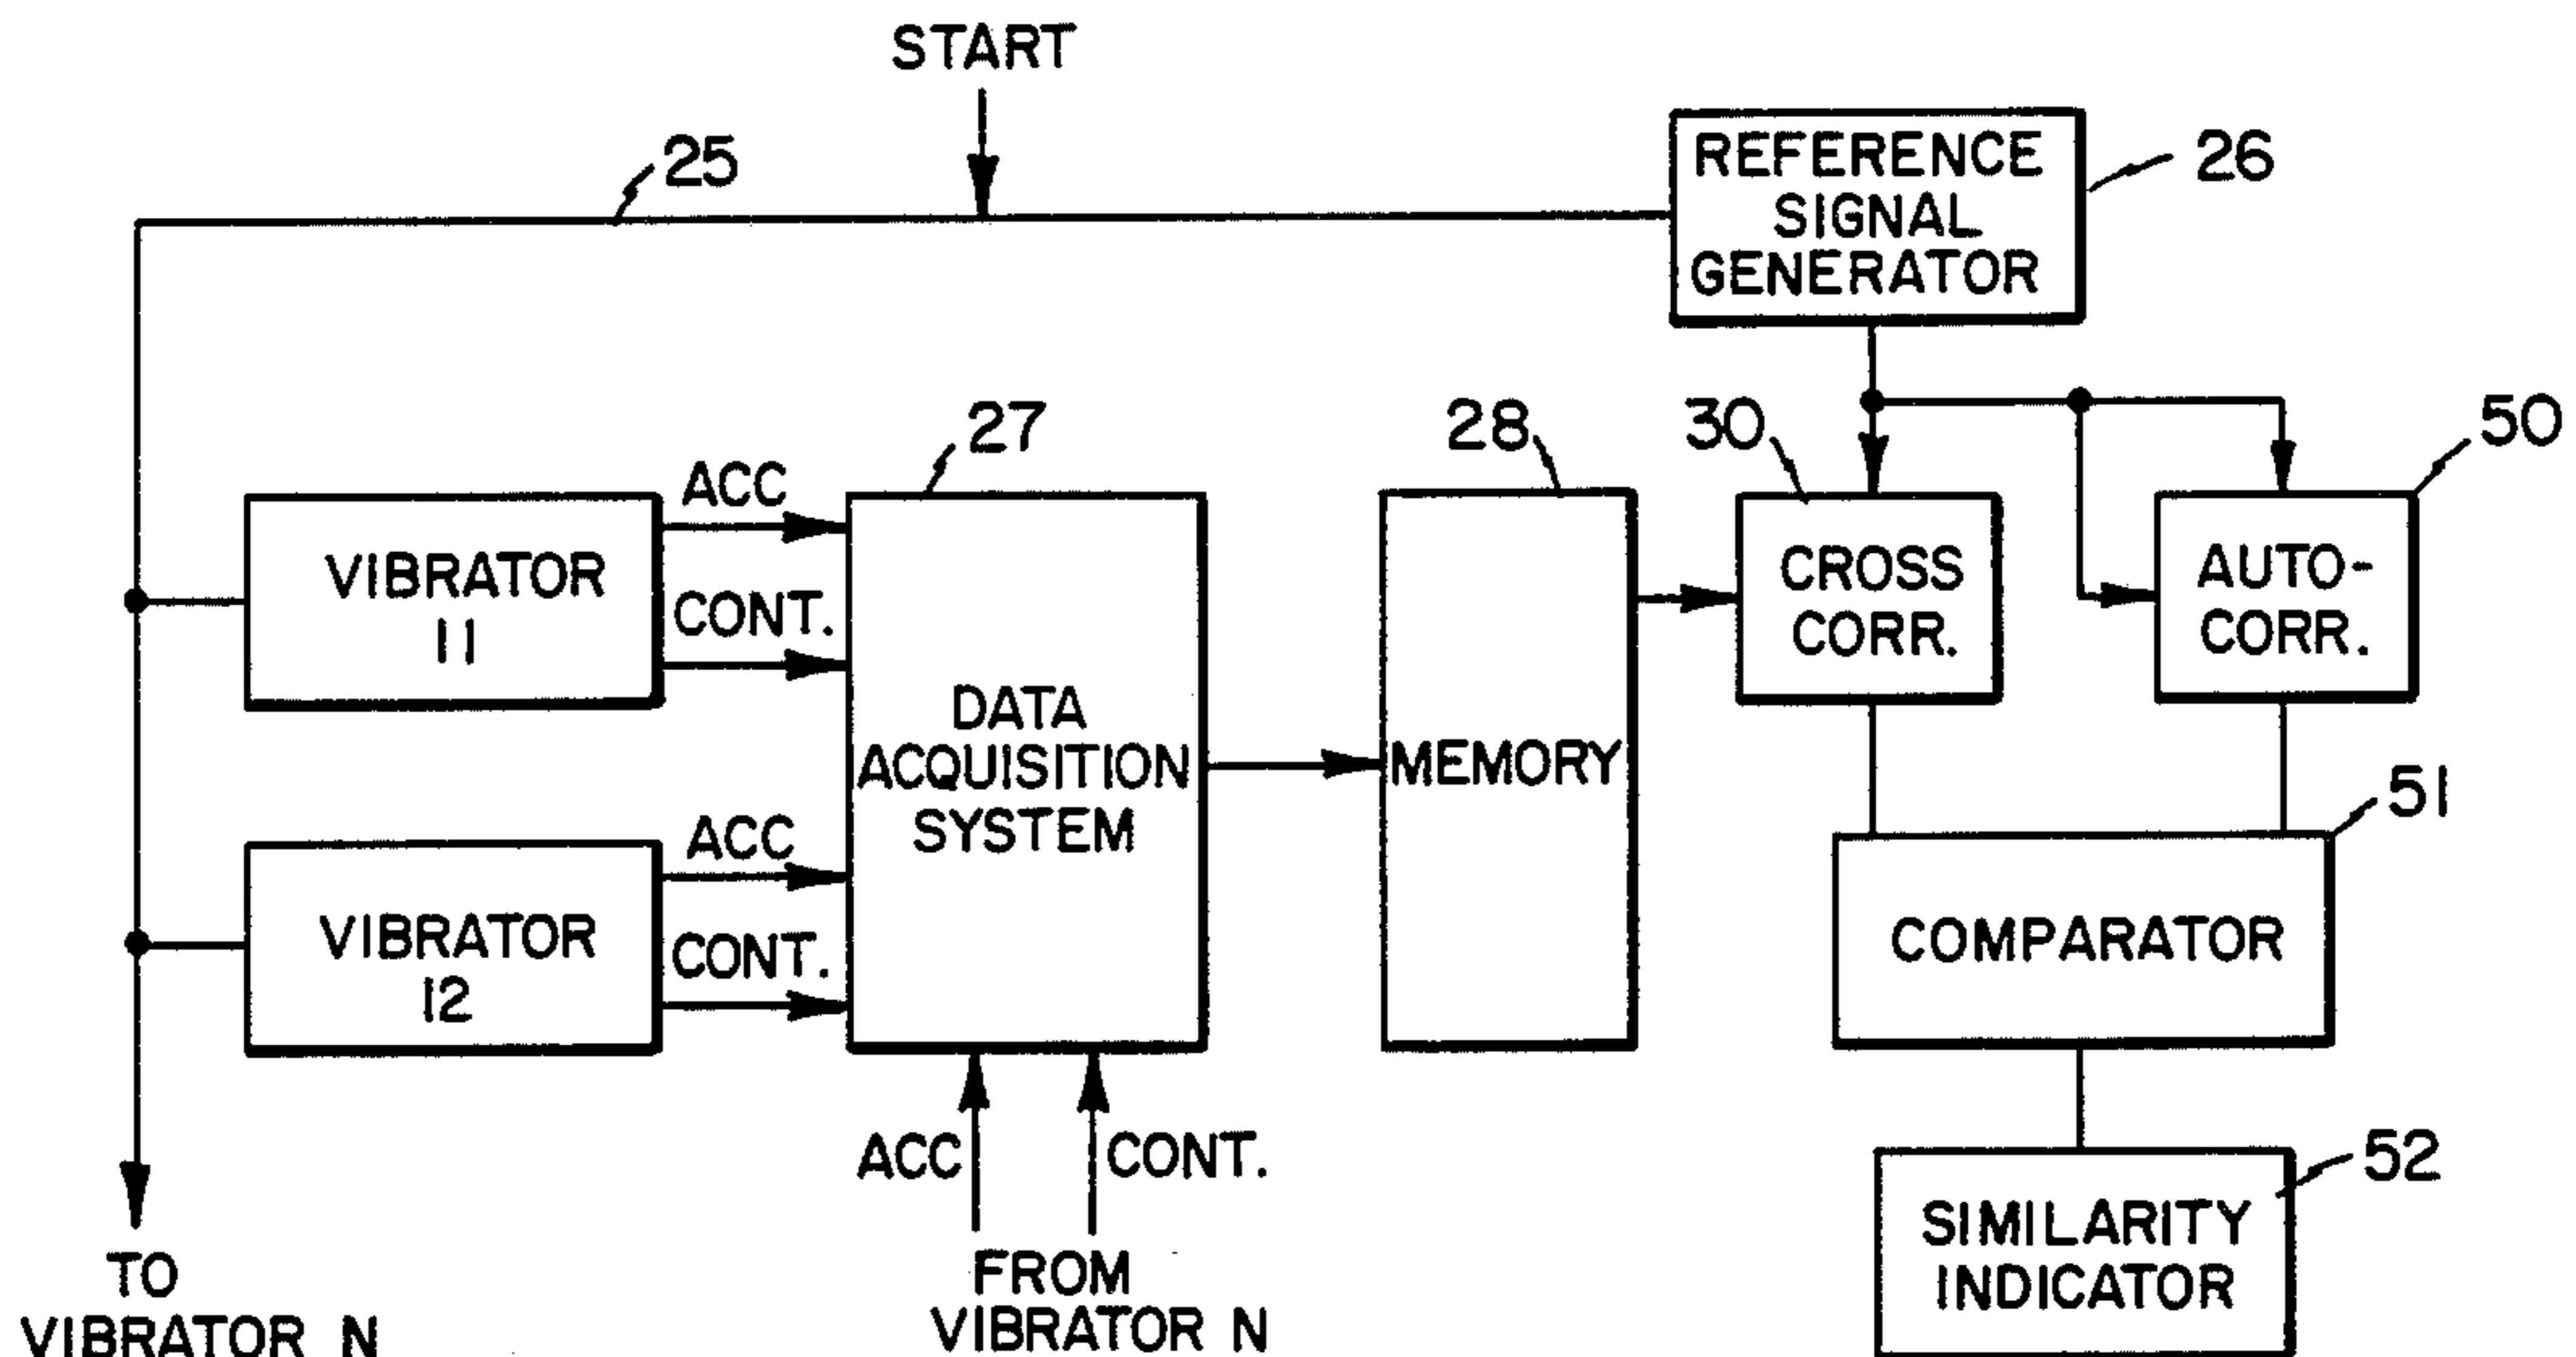 START
25
REFERENCE
SIGNAL
GENERATOR
26
27
28
30
50
ACC
CONT.
VIBRATOR
11
DATA
ACQUISITION
SYSTEM
MEMORY
CROSS
CORR.
AUTO-
CORR.
51
ACC
CONT.
VIBRATOR
12
COMPARATOR
ACC
CONT.
52
SIMILARITY
INDICATOR
TO
VIBRATOR N
FROM
VIBRATOR N